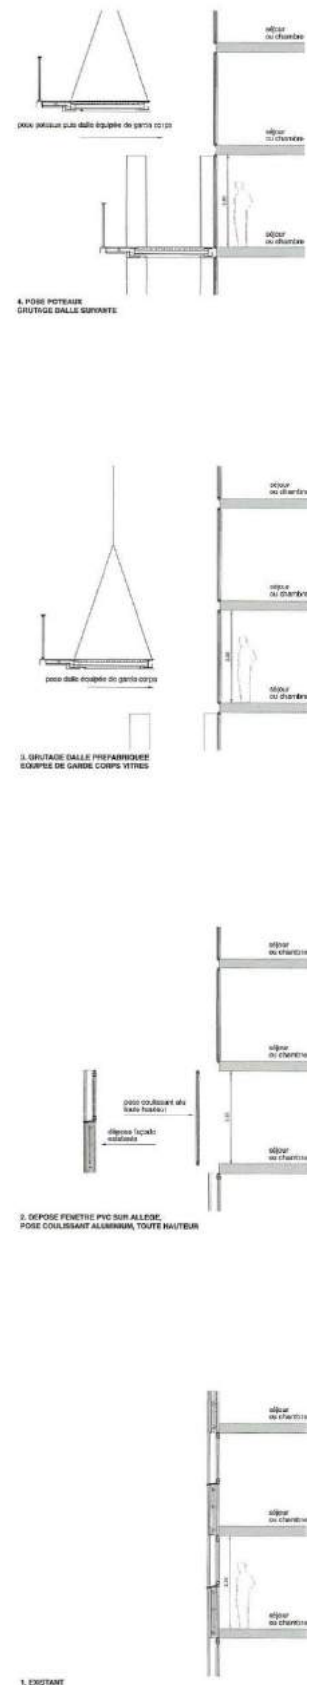 séjour
ou chambre
séjour
ou chambre
pose poteaux puis dalle équipée de garde corps
séjour
ou chambre
4. POSE POTEAUX
GRUTAGE DALLE SUIVANTE
séjour
ou chambre
séjour
ou chambre
pose dalle équipée de garde corps
séjour
ou chambre
3. GRUTAGE DALLE PREFABRIQUEE
EQUIPEE DE GARDE CORPS VITRES
séjour
ou chambre
séjour
ou chambre
pose coulissant alu
toute hauteur
dépose façade
existante
séjour
ou chambre
2. DEPOSE FENETRE PVC SUR ALLEGE,
POSE COULISSANT ALUMINIUM, TOUTE HAUTEUR
séjour
ou chambre
séjour
ou chambre
séjour
ou chambre
1. EXISTANT